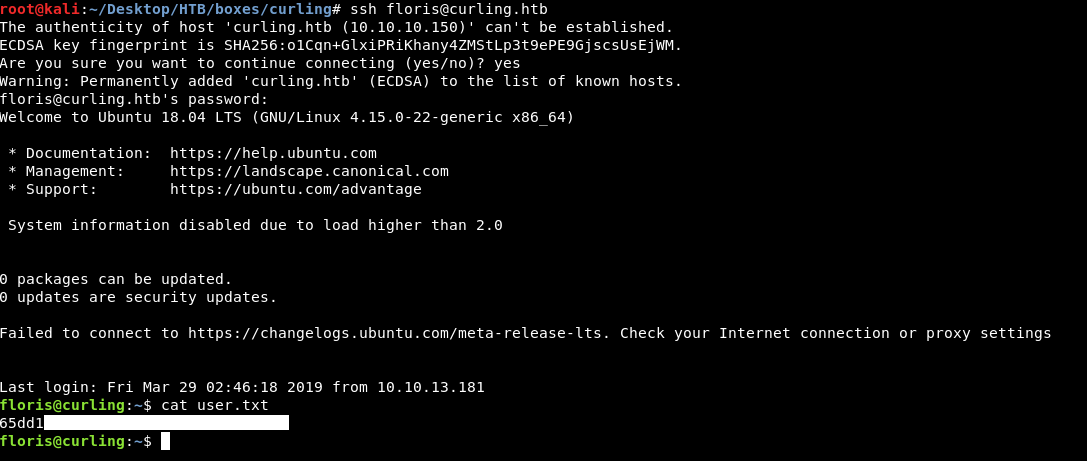 root@kali:~/Desktop/HTB/boxes/curling# ssh floris@curling.htb
The authenticity of host 'curling.htb (10.10.10.150)' can't be established.
ECDSA key fingerprint is SHA256:o1Cqn+GlxiPRiKhany4ZMStLp3t9ePE9GjscsUsEjWM.
Are you sure you want to continue connecting (yes/no)? yes
Warning: Permanently added 'curling.htb' (ECDSA) to the list of known hosts.
floris@curling.htb's password:
Welcome to Ubuntu 18.04 LTS (GNU/Linux 4.15.0-22-generic x86_64)
* Documentation:  https://help.ubuntu.com
* Management:     https://landscape.canonical.com
* Support:        https://ubuntu.com/advantage
System information disabled due to load higher than 2.0
0 packages can be updated.
0 updates are security updates.
Failed to connect to https://changelogs.ubuntu.com/meta-release-lts. Check your Internet connection or proxy settings
Last login: Fri Mar 29 02:46:18 2019 from 10.10.13.181
floris@curling:~$ cat user.txt
65dd1
floris@curling:~$